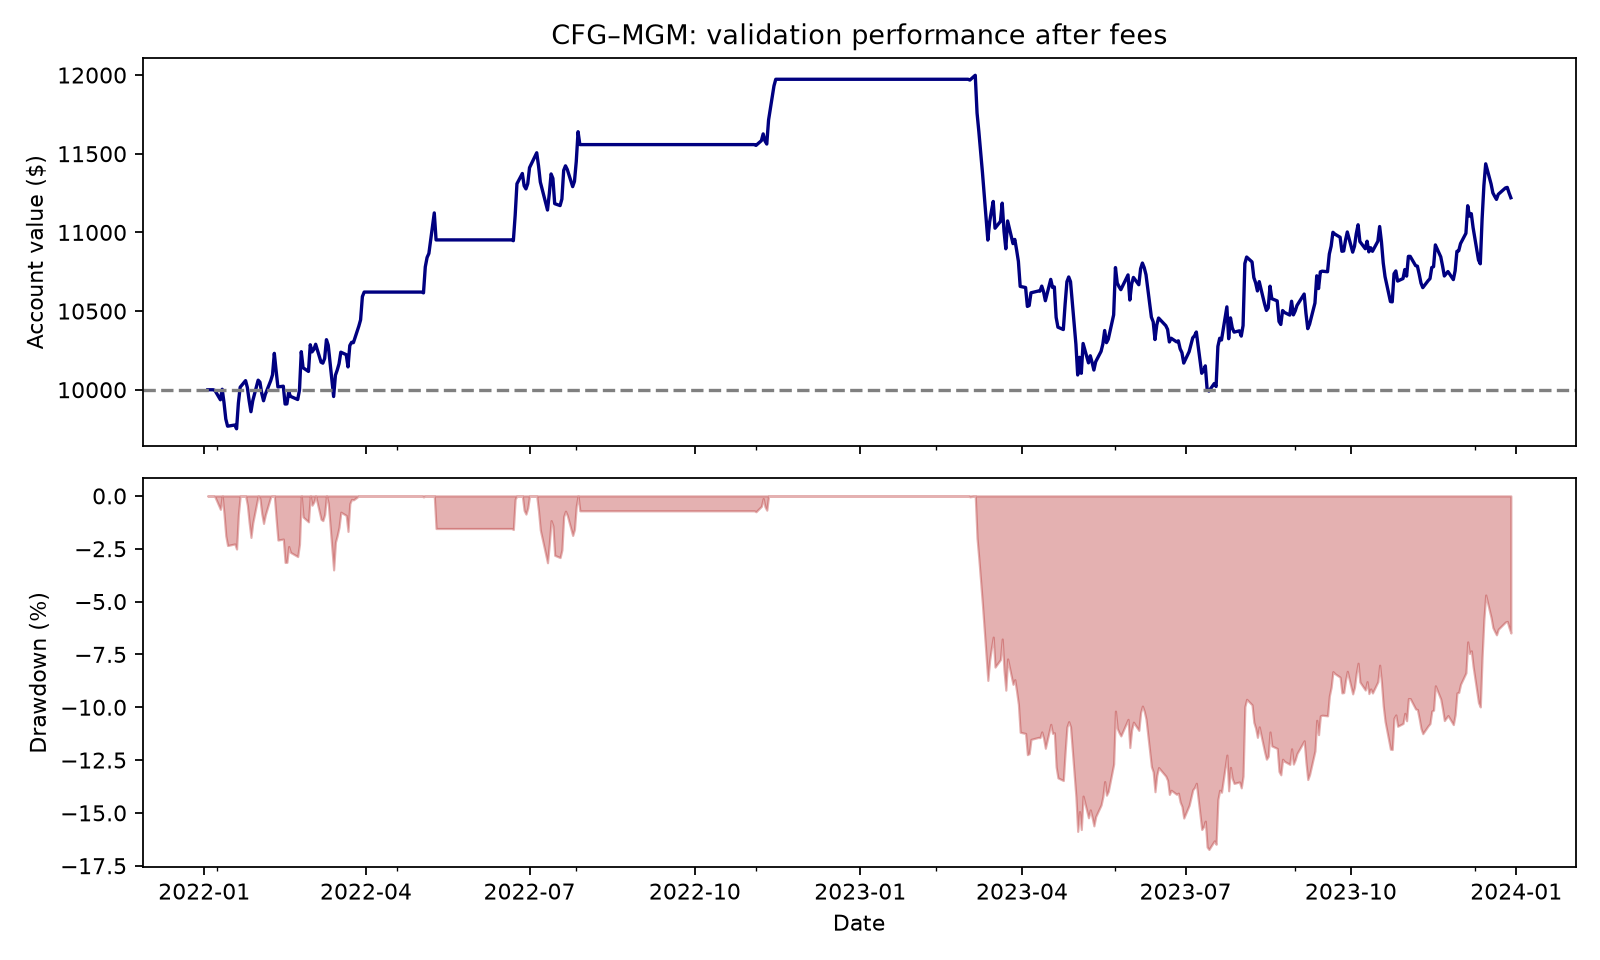 CFG–MGM: validation performance after fees
Account value ($)
12000
11500
11000
10500
10000
Drawdown (%)
0.0
−2.5
−5.0
−7.5
−10.0
−12.5
−15.0
−17.5
2022-01 2022-04 2022-07 2022-10 2023-01 2023-04 2023-07 2023-10 2024-01
Date